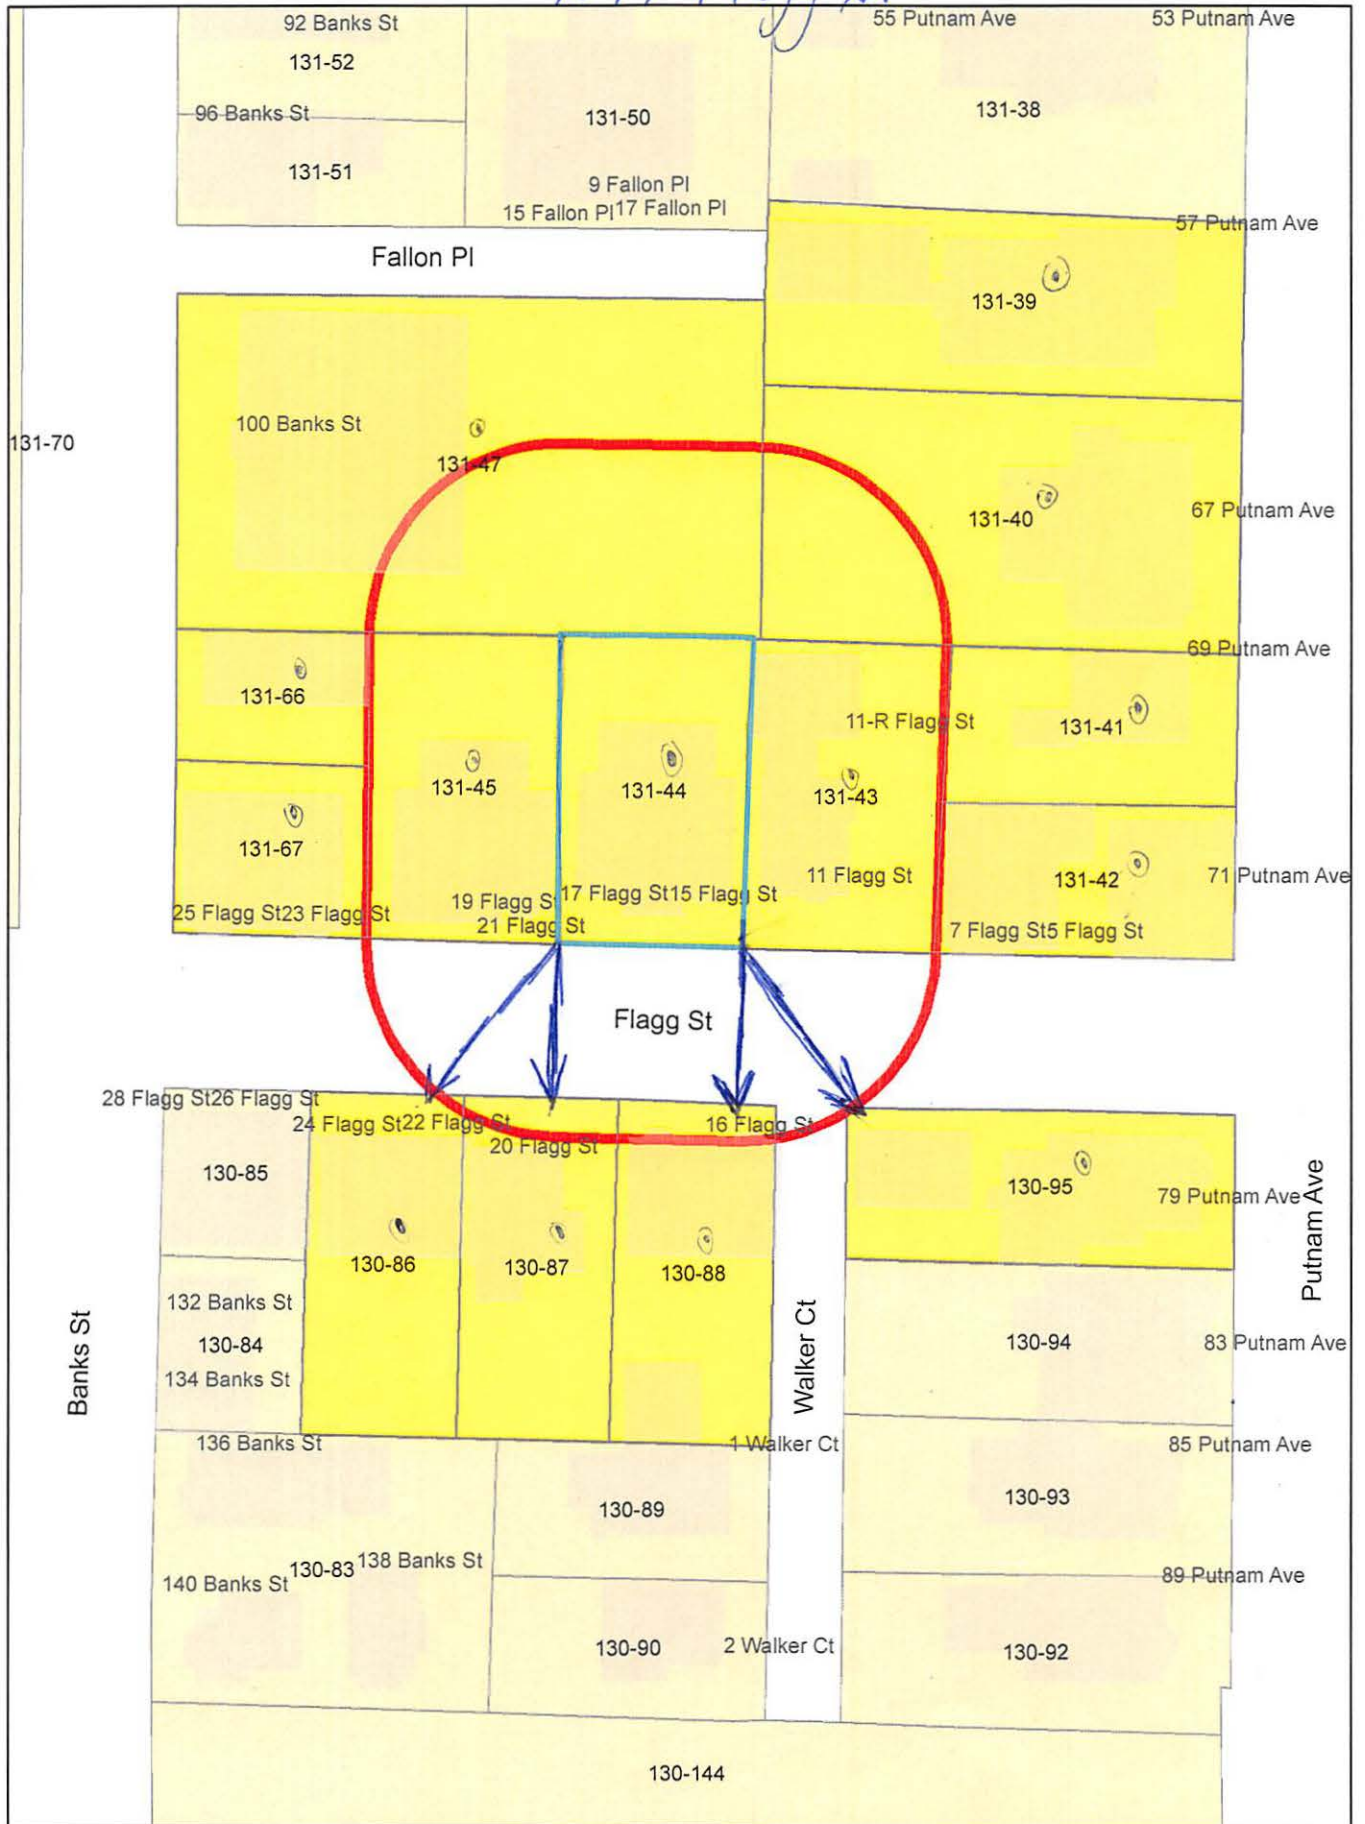 92 Banks St
55 Putnam Ave
53 Putnam Ave
131-52
96 Banks St
131-50
131-38
131-51
9 Fallon Pl
15 Fallon Pl
17 Fallon Pl
57 Putnam Ave
Fallon Pl
131-39
100 Banks St
131-70
131-47
131-40
67 Putnam Ave
69 Putnam Ave
131-66
11-R Flagg St
131-41
131-45
131-44
131-43
131-67
11 Flagg St
131-42
71 Putnam Ave
25 Flagg St
23 Flagg St
19 Flagg St
17 Flagg St
15 Flagg St
21 Flagg St
7 Flagg St
5 Flagg St
Flagg St
28 Flagg St
26 Flagg St
24 Flagg St
22 Flagg St
16 Flagg St
20 Flagg St
130-85
130-95
79 Putnam Ave
Putnam Ave
130-86
130-87
130-88
132 Banks St
130-84
134 Banks St
Banks St
Walker Ct
130-94
83 Putnam Ave
136 Banks St
1 Walker Ct
85 Putnam Ave
130-89
130-93
138 Banks St
130-83
140 Banks St
89 Putnam Ave
130-90
2 Walker Ct
130-92
130-144